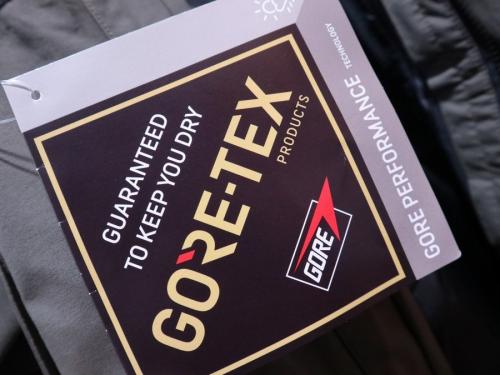 GUARANTEED
TO KEEP YOU DRY
GORE-TEX
PRODUCTS
GORE
GORE PERFORMANCE
TECHNOLOGY